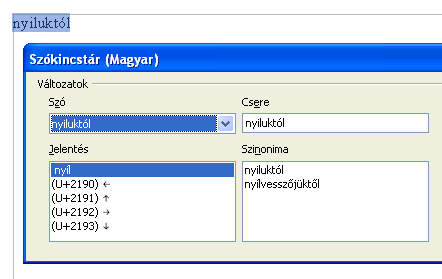 nyiluktól
Szókincstár (Magyar)
Változatok
Szó Csere
nyiluktól nyiluktól
Jelentés Szinonima
nyíl nyiluktól
(U+2190) ← nyílvesszőjüktől
(U+2191) ↑
(U+2192) →
(U+2193) ↓